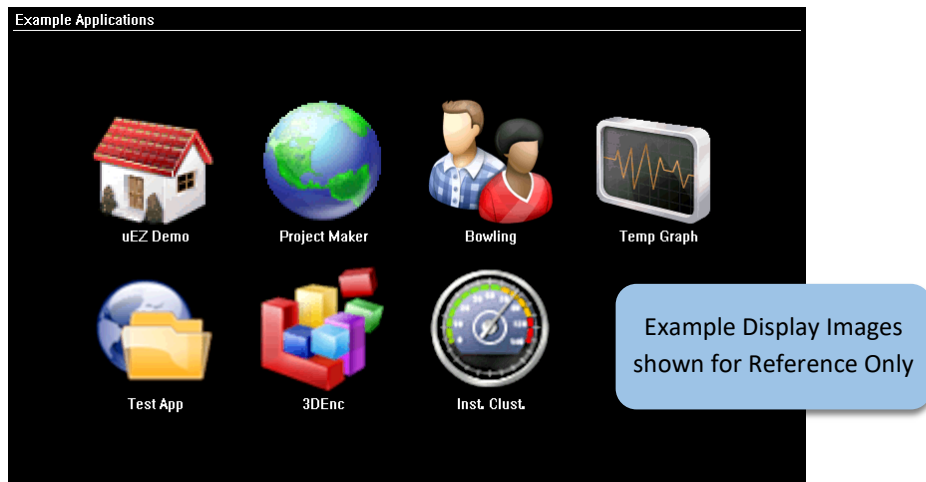 Example Applications
uEZ Demo
Project Maker
Bowling
Temp Graph
Test App
3DEnc
Inst. Clust.
Example Display Images
shown for Reference Only